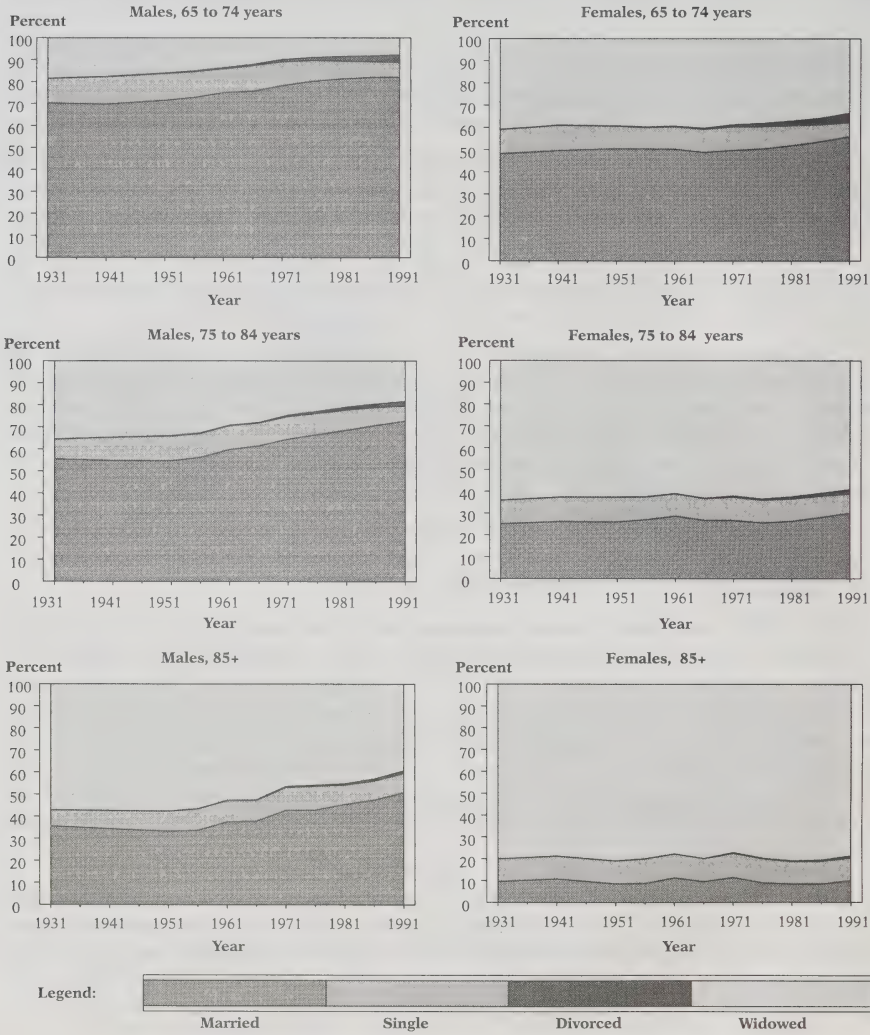 Males, 65 to 74 years
Percent
100
90
80
70
60
50
40
30
20
10
0
1931 1941 1951 1961 1971 1981 1991
Year
Females, 65 to 74 years
Percent
100
90
80
70
60
50
40
30
20
10
0
1931 1941 1951 1961 1971 1981 1991
Year
Males, 75 to 84 years
Percent
100
90
80
70
60
50
40
30
20
10
0
1931 1941 1951 1961 1971 1981 1991
Year
Females, 75 to 84 years
Percent
100
90
80
70
60
50
40
30
20
10
0
1931 1941 1951 1961 1971 1981 1991
Year
Males, 85+
Percent
100
90
80
70
60
50
40
30
20
10
0
1931 1941 1951 1961 1971 1981 1991
Year
Females, 85+
Percent
100
90
80
70
60
50
40
30
20
10
0
1931 1941 1951 1961 1971 1981 1991
Year
Legend:
Married Single Divorced Widowed